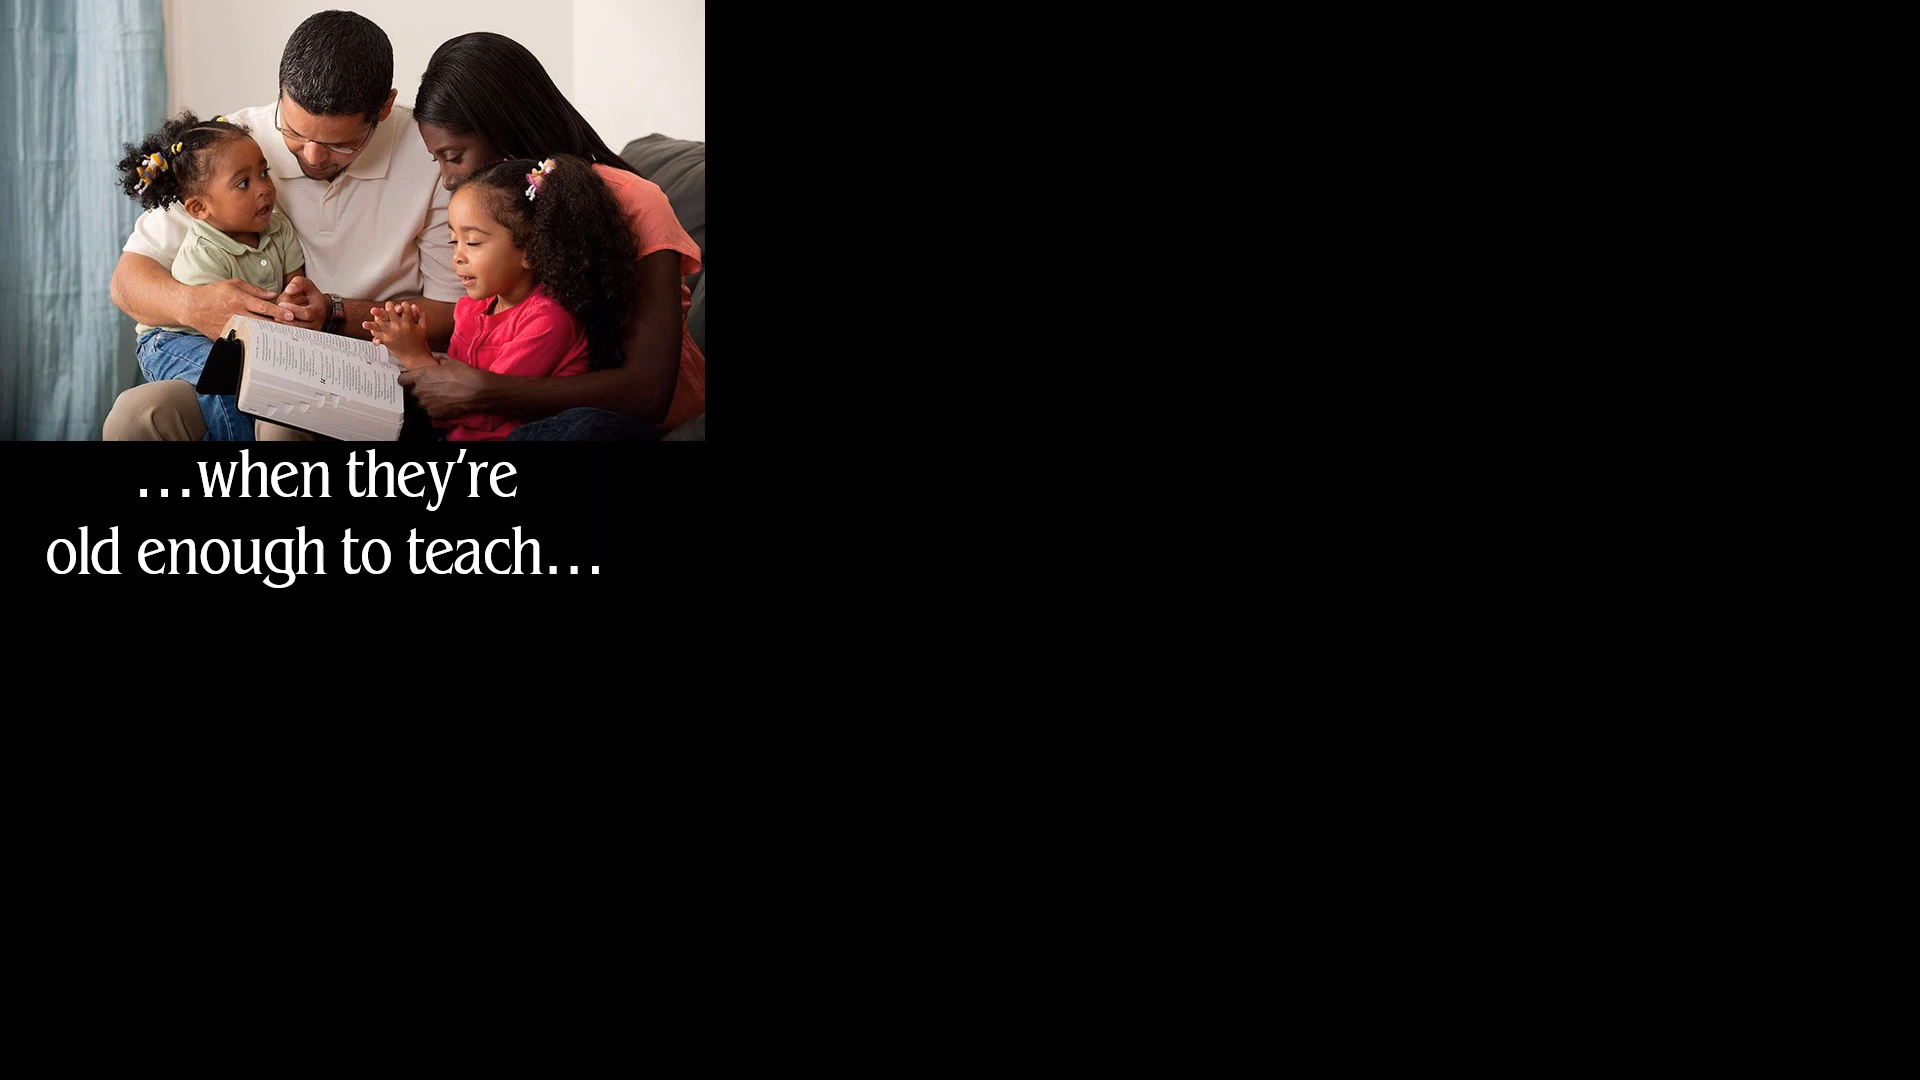 …when they’re
old enough to teach…